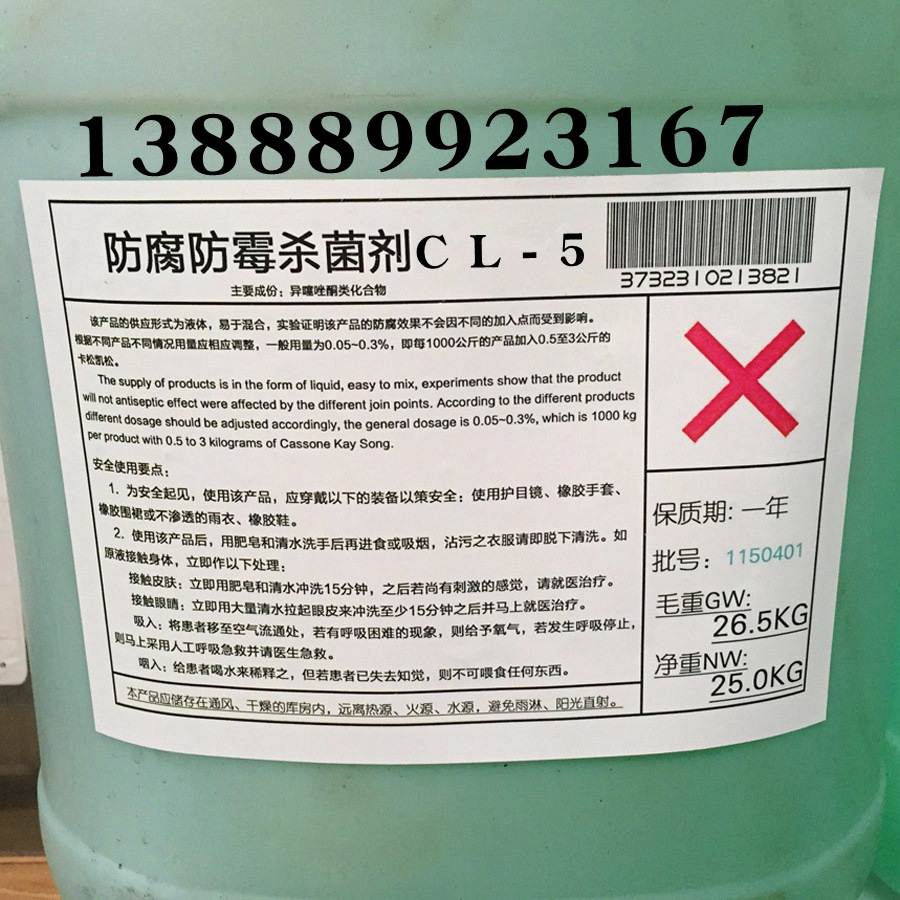 138889923167
防腐防霉杀菌剂CL-5
主要成份：异噻唑酮类化合物
3732310213821
该产品的供应形式为液体，易于混合，实验证明该产品的防腐效果不会因不同的加入点而受到影响。
根据不同产品不同情况用量应相应调整，一般用量为0.05~0.3%，即每1000公斤的产品加入0.5至3公斤的
卡松凯松。
The supply of products is in the form of liquid, easy to mix, experiments show that the product
will not antiseptic effect were affected by the different join points. According to the different products
different dosage should be adjusted accordingly, the general dosage is 0.05~0.3%, which is 1000 kg
per product with 0.5 to 3 kilograms of Cassone Kay Song.
安全使用要点：
1. 为安全起见，使用该产品，应穿戴以下的装备以策安全：使用护目镜、橡胶手套、
橡胶围裙或不渗透的雨衣、橡胶鞋。
2. 使用该产品后，用肥皂和清水洗手后再进食或吸烟，沾污之衣服请即脱下清洗。如
原液接触身体，立即作以下处理：
接触皮肤：立即用肥皂和清水冲洗15分钟，之后若尚有刺激的感觉，请就医治疗。
接触眼睛：立即用大量清水拉起眼皮来冲洗至少15分钟之后并马上就医治疗。
吸入：将患者移至空气流通处，若有呼吸困难的现象，则给予氧气，若发生呼吸停止，
则马上采用人工呼吸急救并请医生急救。
咽入：给患者喝水来稀释之，但若患者已失去知觉，则不可喂食任何东西。
本产品应储存在通风、干燥的库房内，远离热源、火源、水源，避免雨淋、阳光直射。
保质期：一年
批号：1150401
毛重GW:
26.5KG
净重NW:
25.0KG